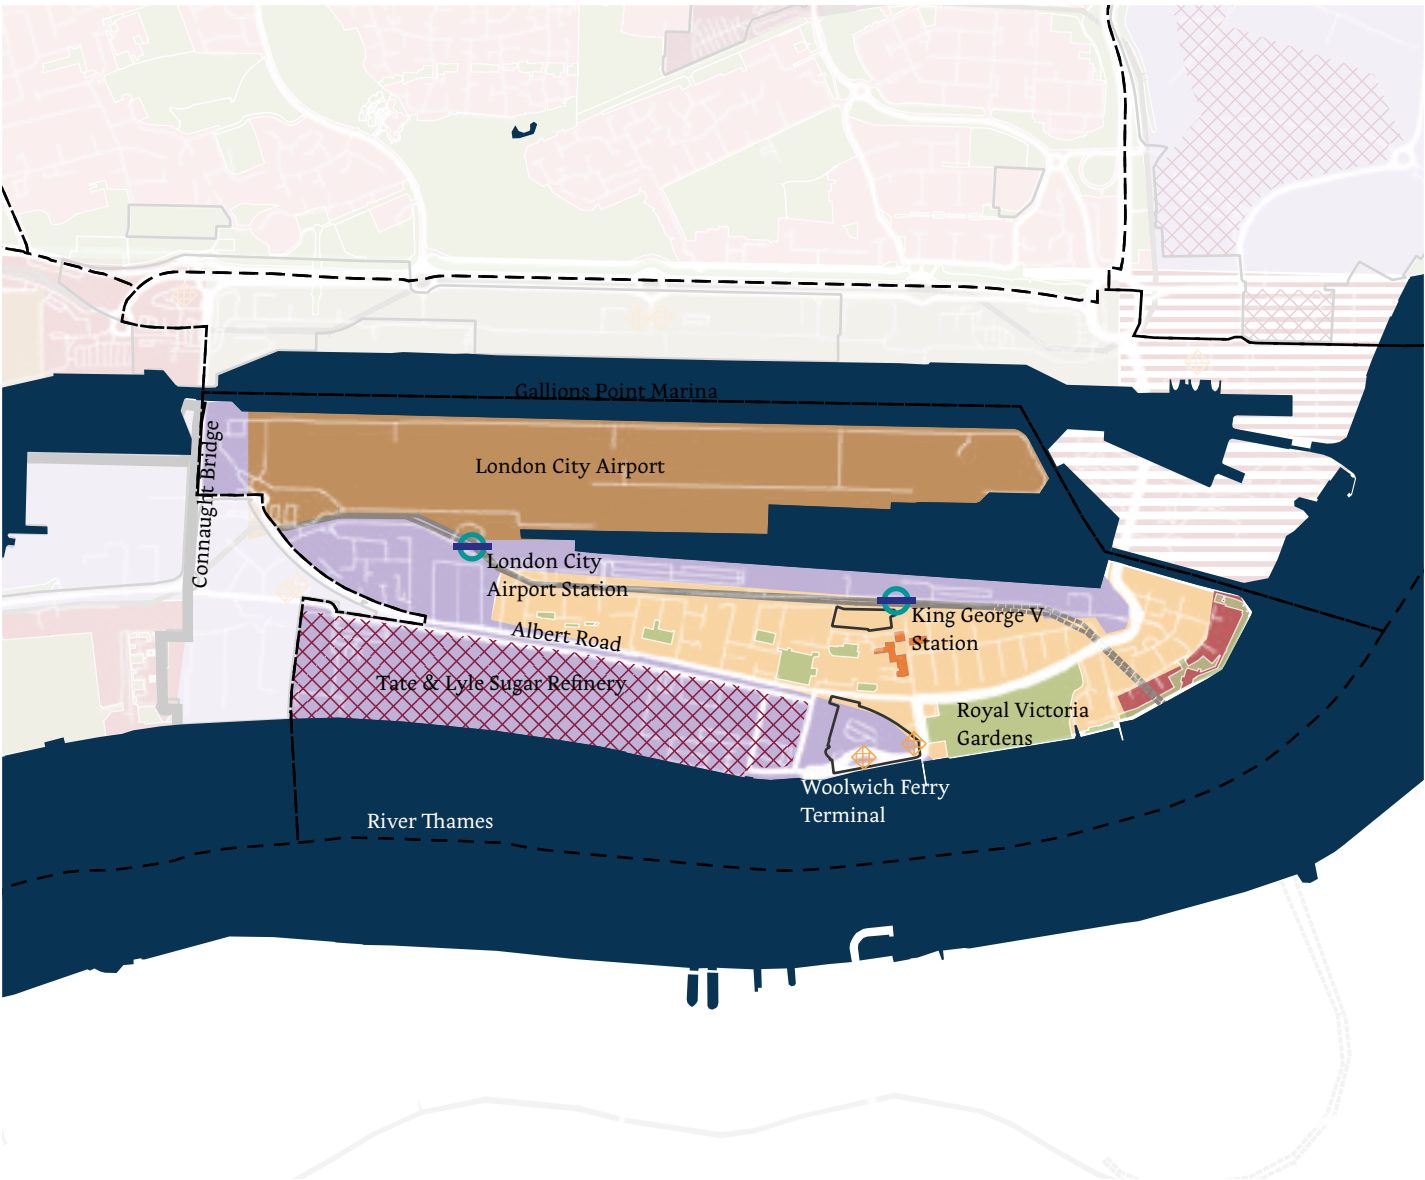 Gallions Point Marina
London City Airport
Connaught Bridge
London City
Airport Station
King George V
Station
Albert Road
Tate & Lyle Sugar Refinery
Royal Victoria
Gardens
Woolwich Ferry
Terminal
River Thames